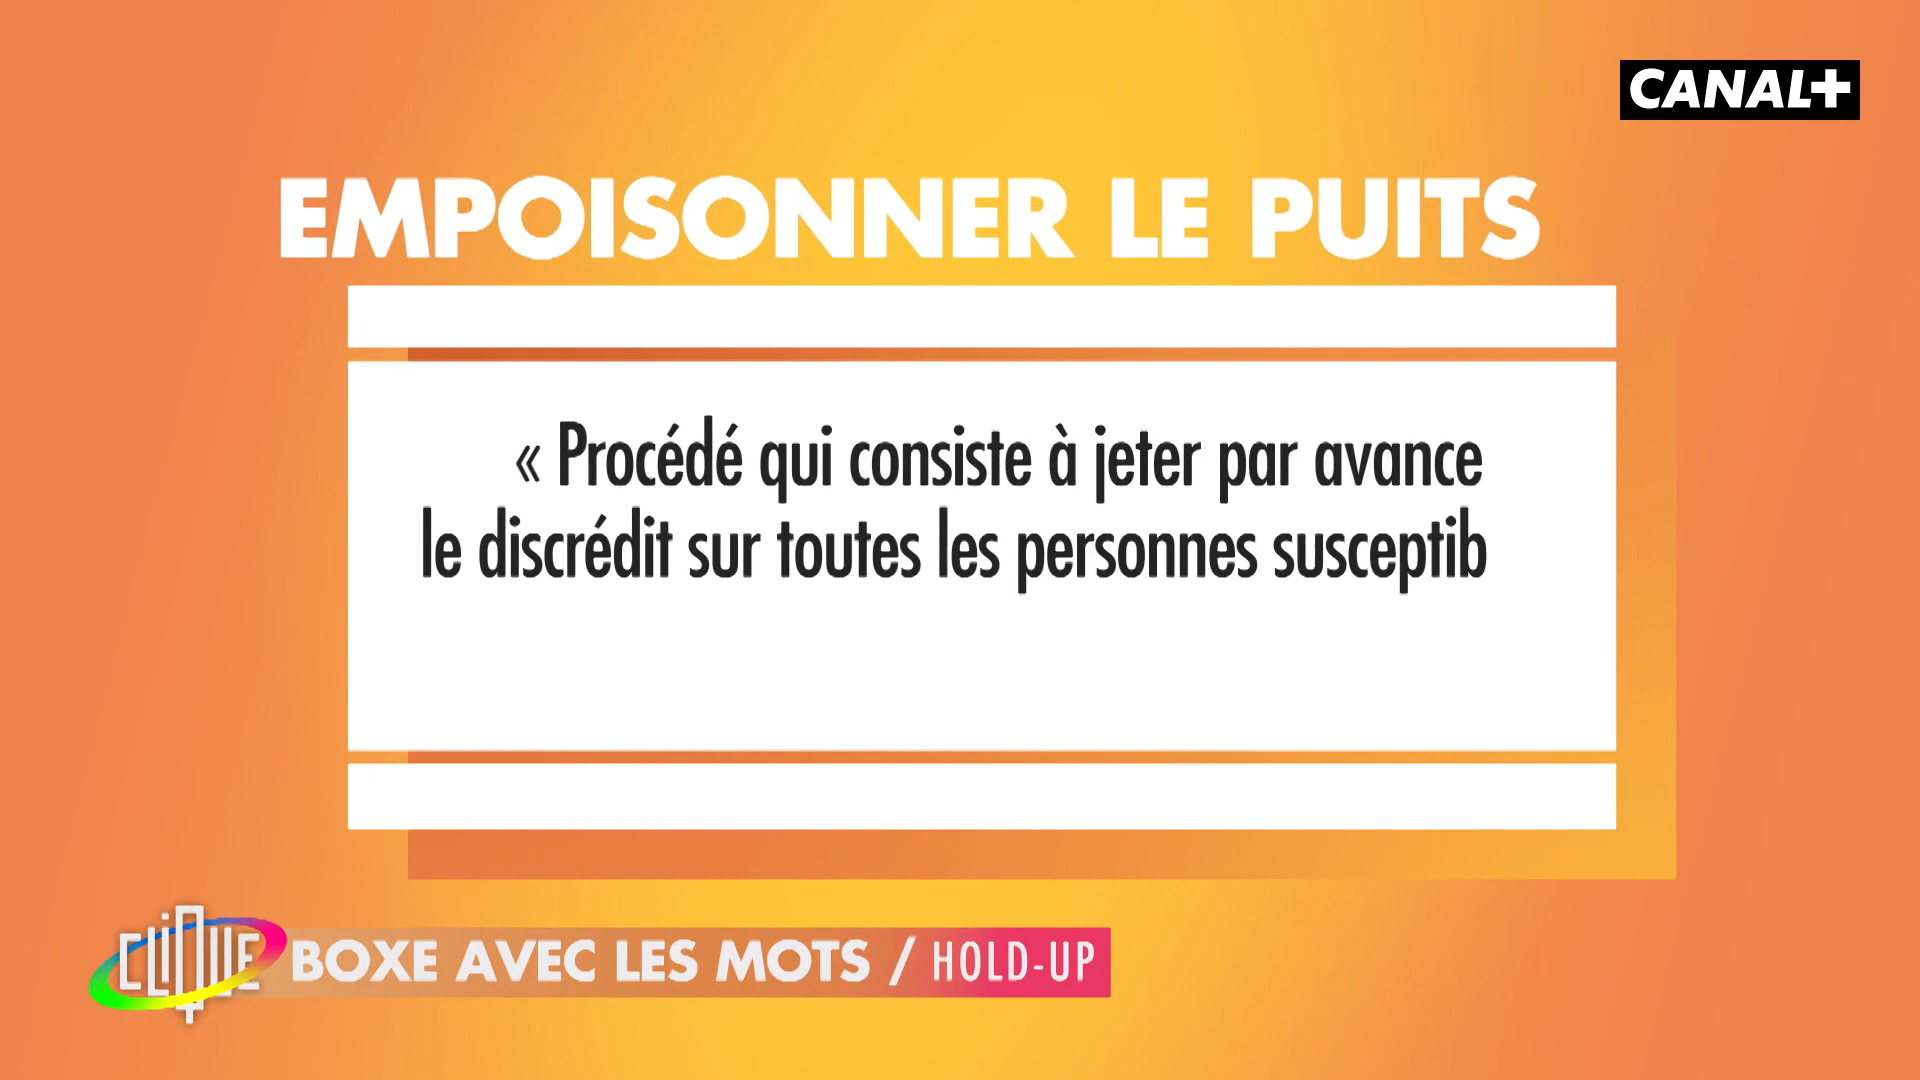 CANAL+
EMPOISONNER LE PUITS
« Procédé qui consiste à jeter par avance
le discrédit sur toutes les personnes susceptib
CLIQUE
BOXE AVEC LES MOTS / HOLD-UP